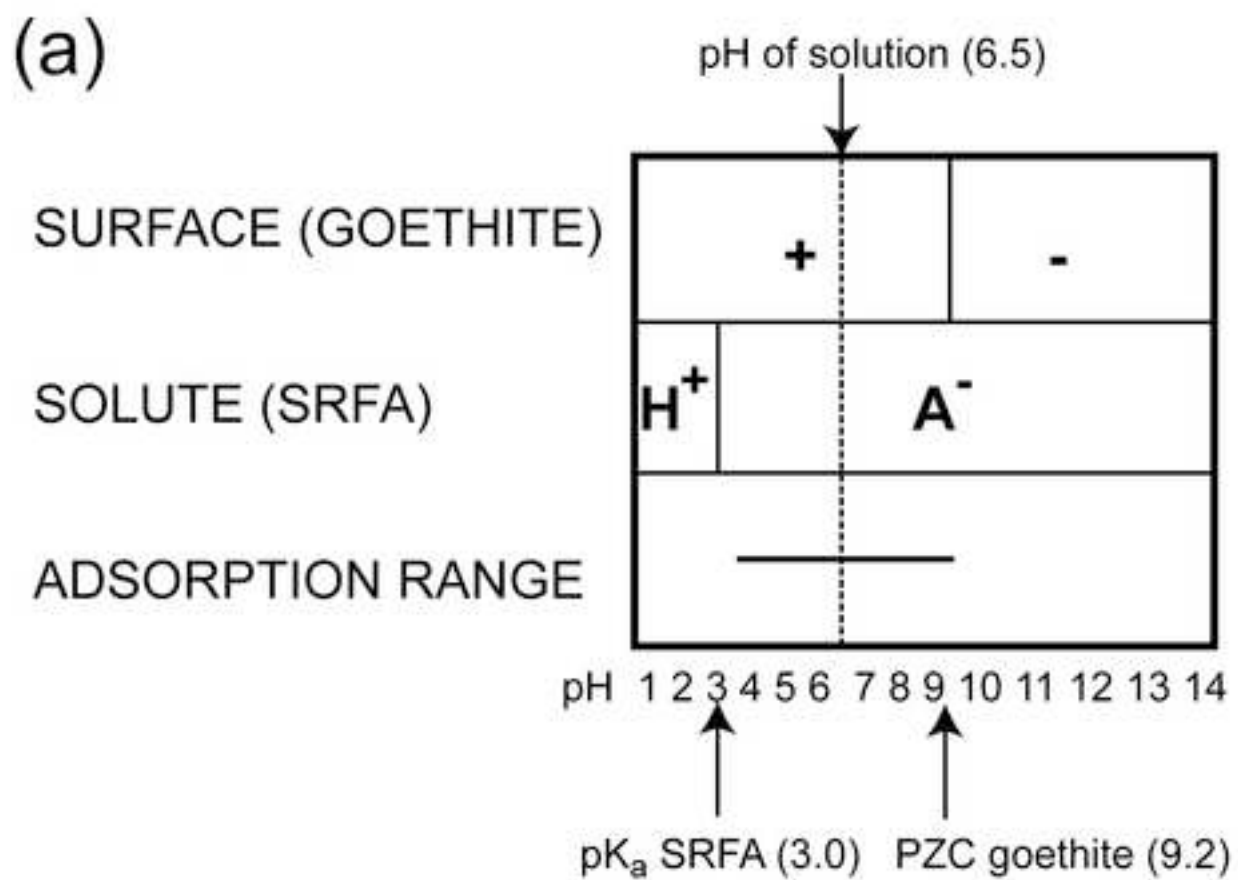 (a)
pH of solution (6.5)
SURFACE (GOETHITE)
+ -
SOLUTE (SRFA)
H+ A-
ADSORPTION RANGE
pH 1 2 3 4 5 6 7 8 9 10 11 12 13 14
pKa SRFA (3.0) PZC goethite (9.2)